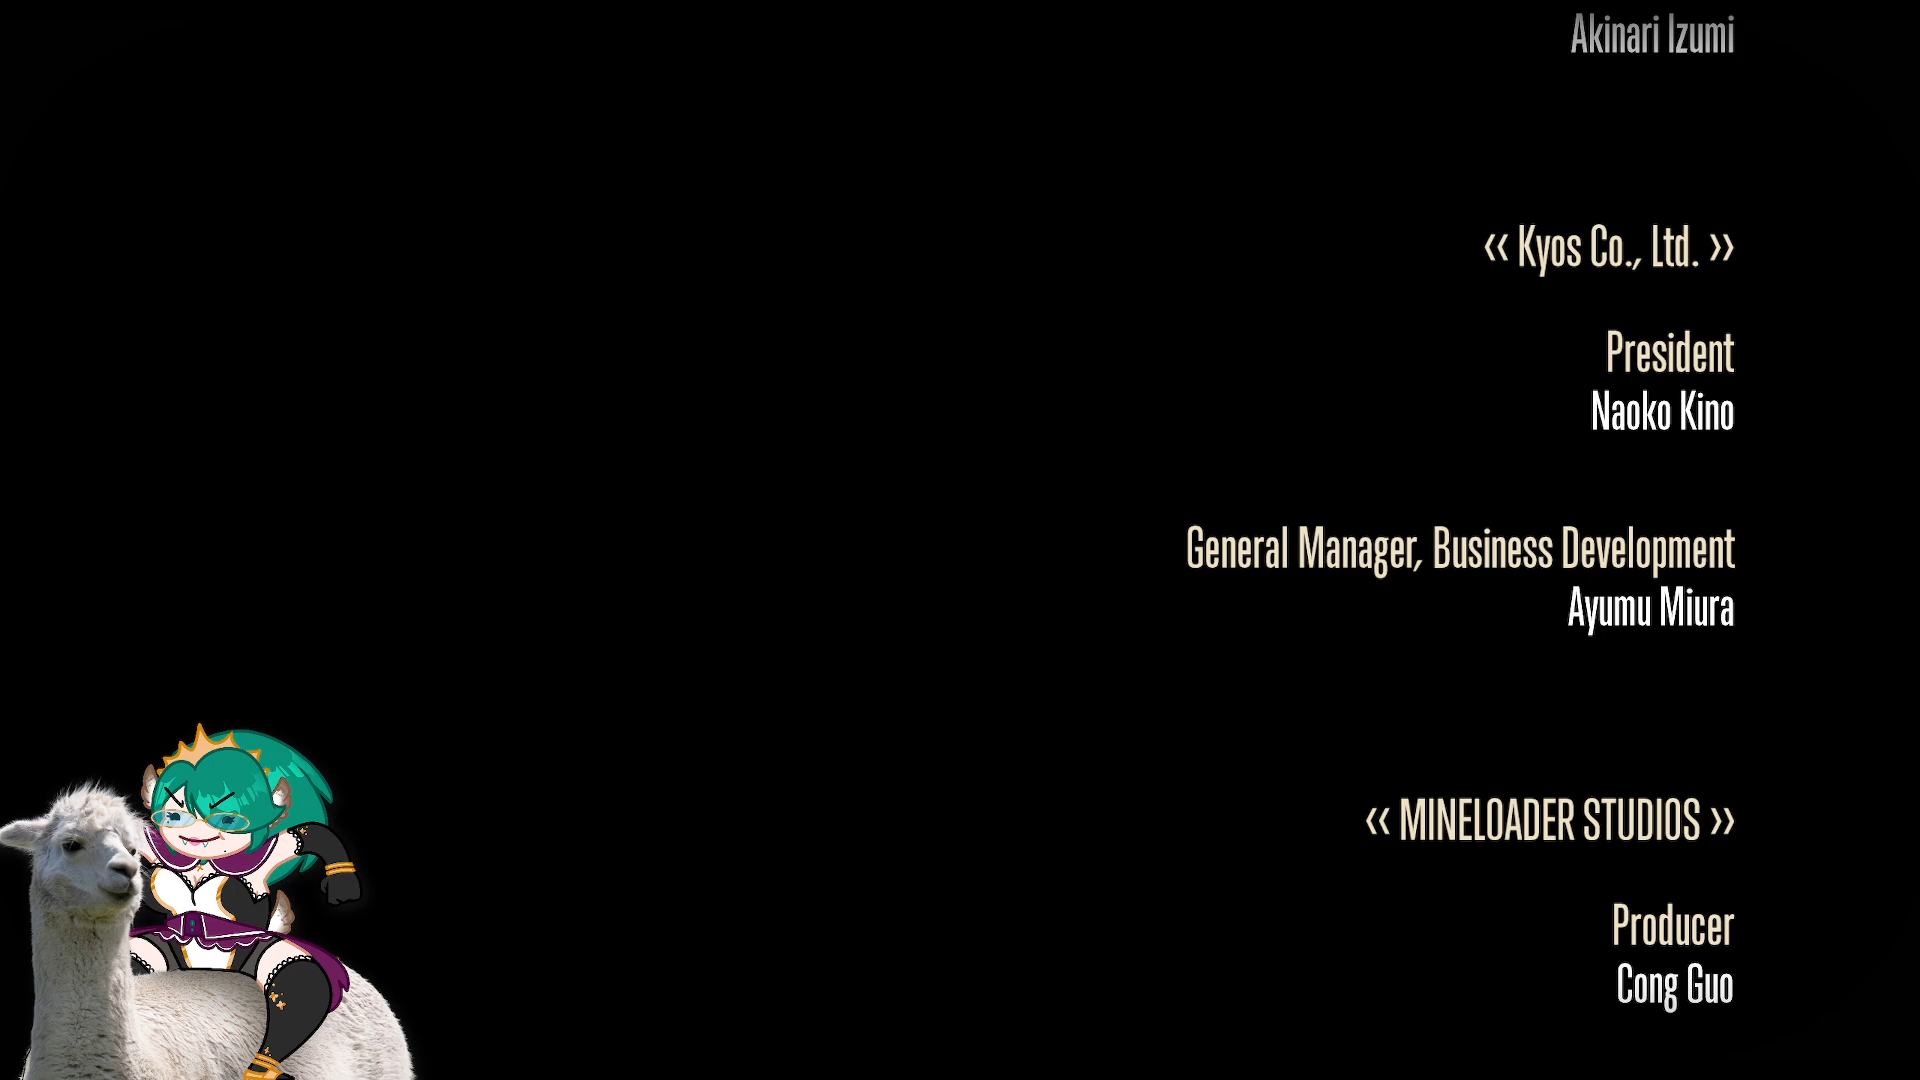 Akinari Izumi
‹‹ Kyos Co., Ltd. ››
President
Naoko Kino
General Manager, Business Development
Ayumu Miura
‹‹ MINELOADER STUDIOS ››
Producer
Cong Guo